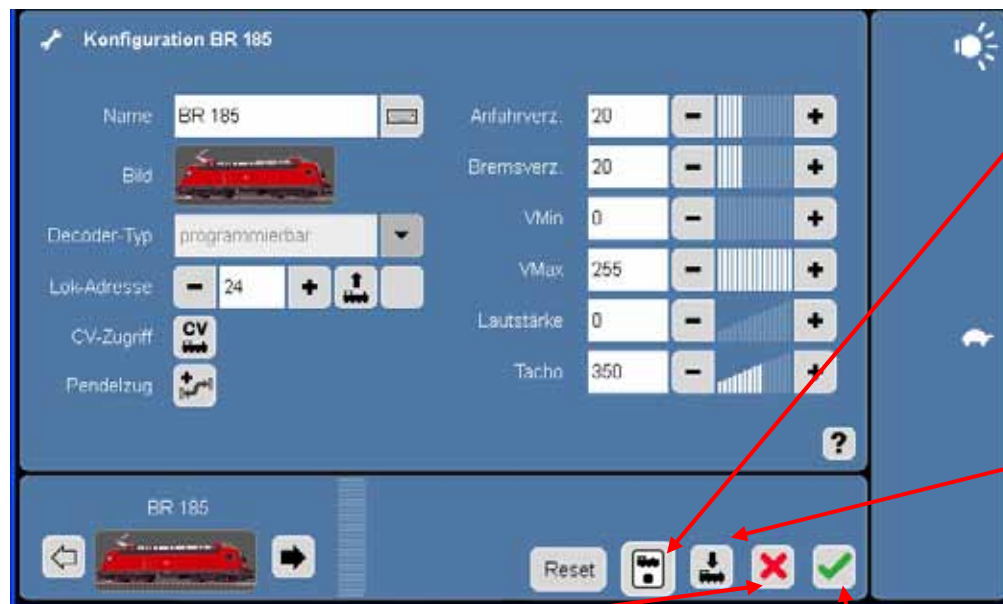 Konfiguration BR 185
Name BR 185
Bild
Decoder-Typ programmierbar
Lok-Adresse - 24 +
CV-Zugriff CV
Pendelzug +
Anfahrverz. 20 - +
Bremsverz. 20 - +
VMin 0 - +
VMax 255 - +
Lautstärke 0 - +
Tacho 350 - +
?
BR 185
Reset